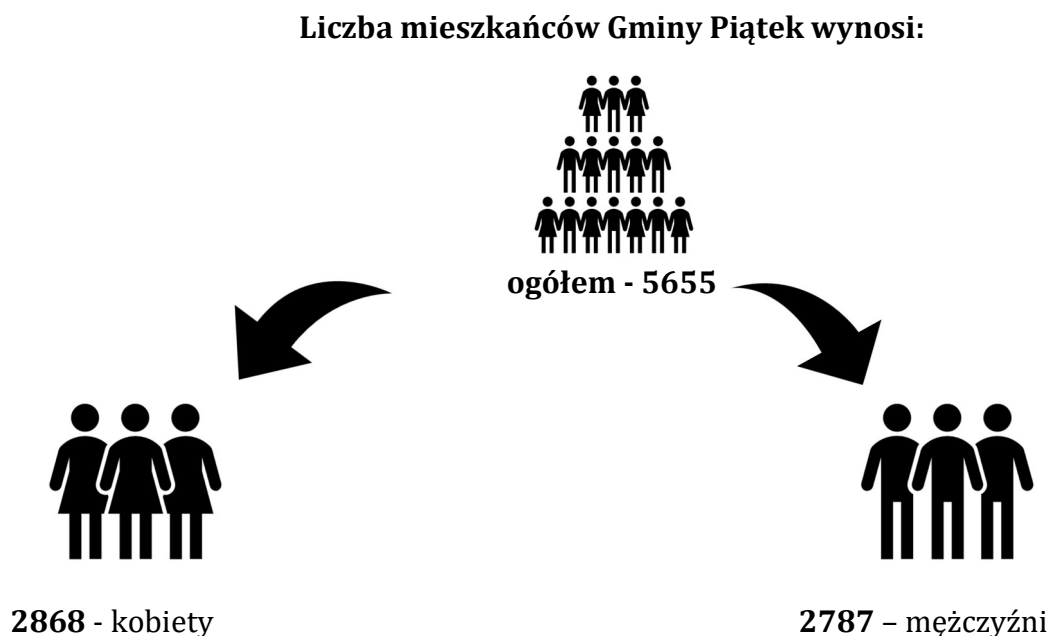 Liczba mieszkańców Gminy Piątek wynosi:
ogółem - 5655
2868 - kobiety
2787 – mężczyźni